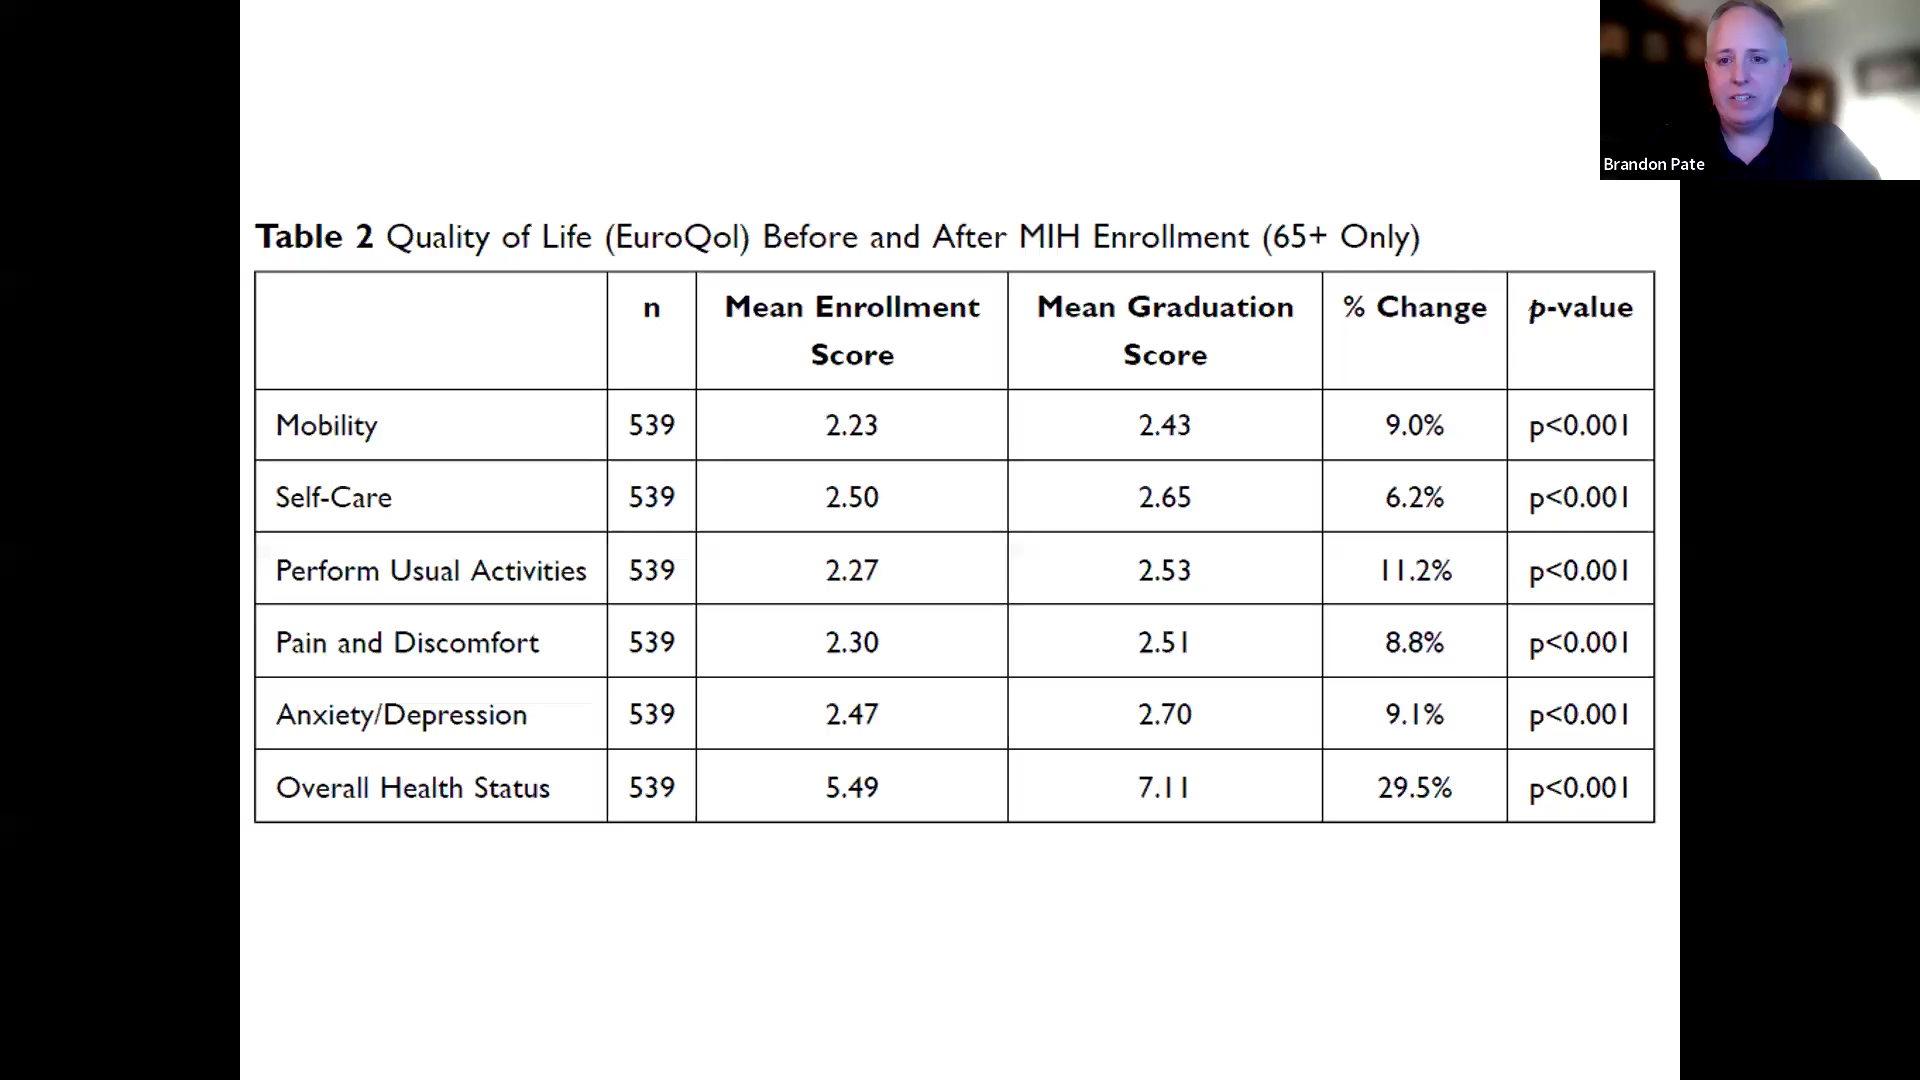 Brandon Pate
Table 2 Quality of Life (EuroQol) Before and After MIH Enrollment (65+ Only)
n Mean Enrollment Score Mean Graduation Score % Change p-value
Mobility 539 2.23 2.43 9.0% p<0.001
Self-Care 539 2.50 2.65 6.2% p<0.001
Perform Usual Activities 539 2.27 2.53 11.2% p<0.001
Pain and Discomfort 539 2.30 2.51 8.8% p<0.001
Anxiety/Depression 539 2.47 2.70 9.1% p<0.001
Overall Health Status 539 5.49 7.11 29.5% p<0.001